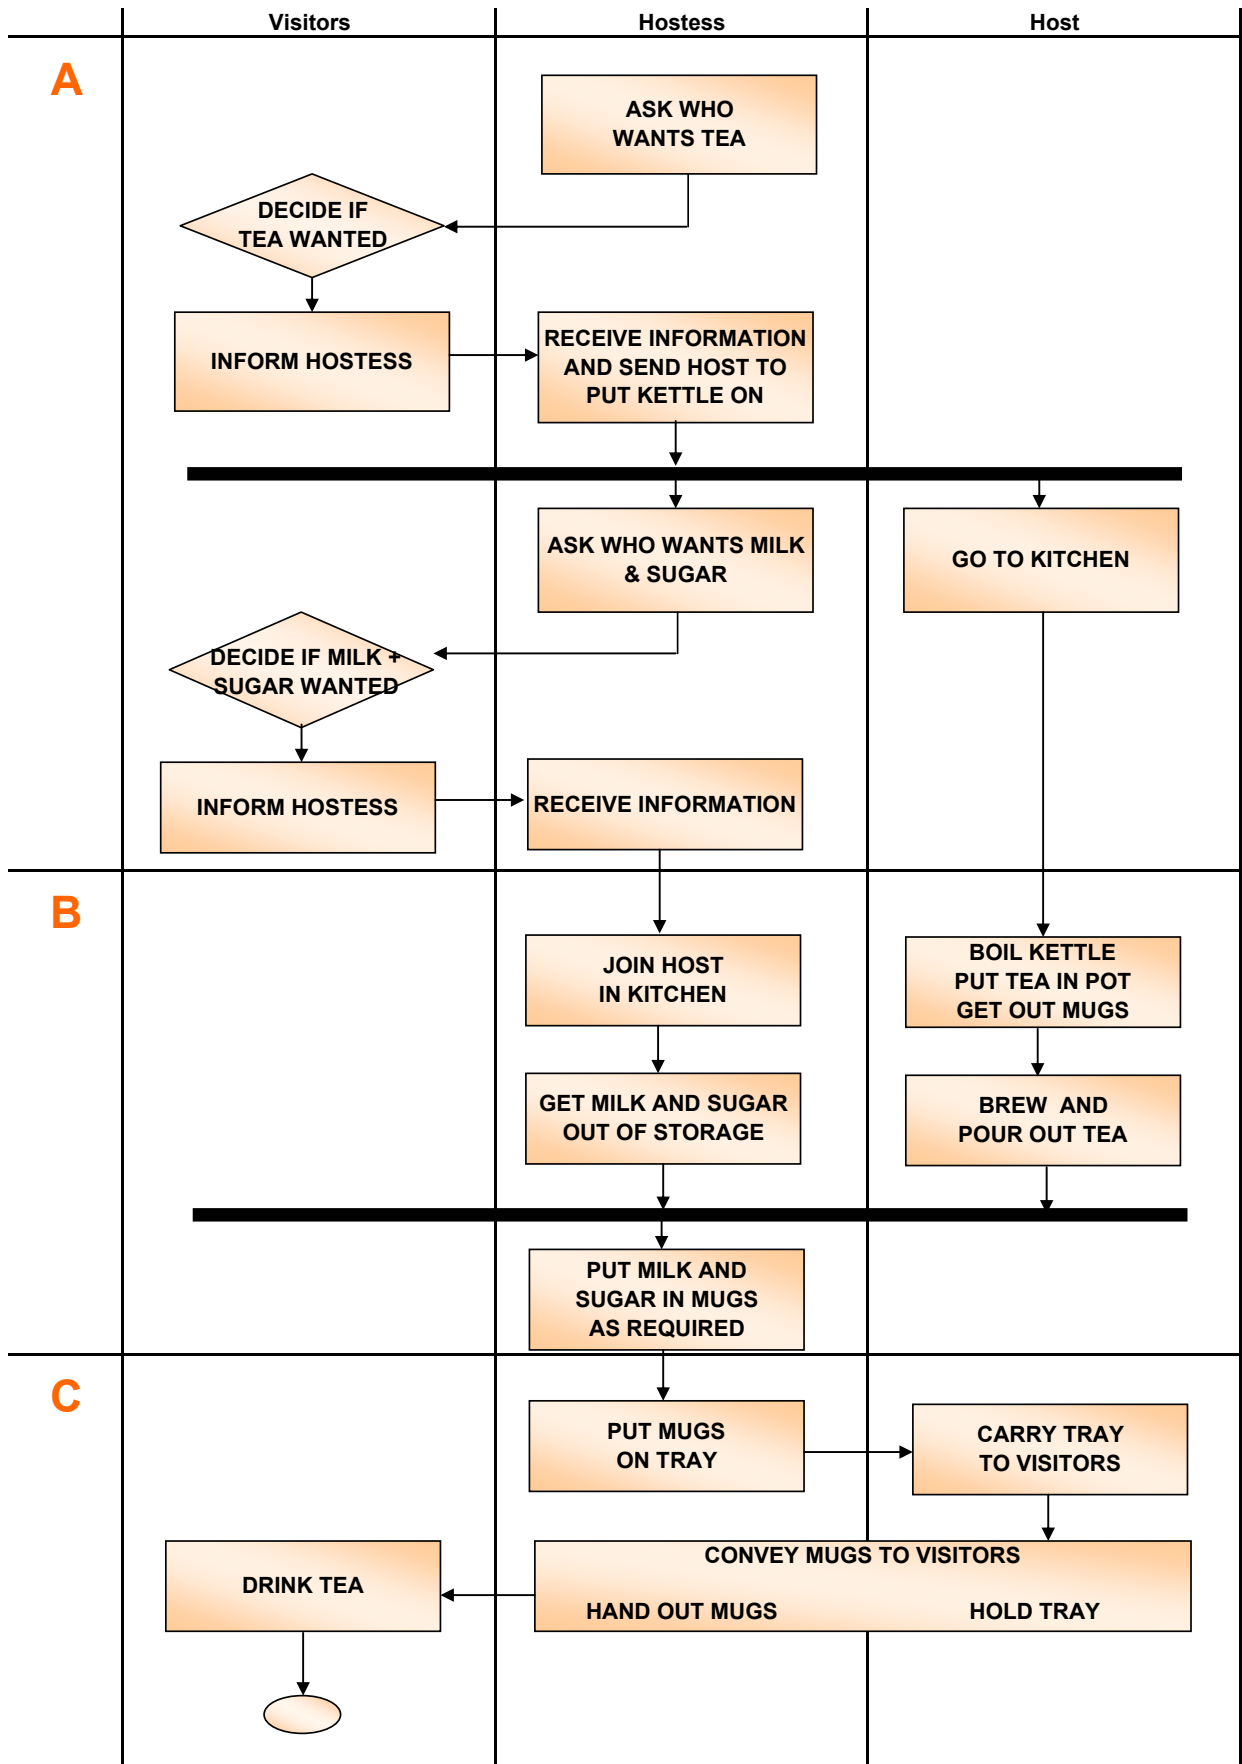 Visitors
Hostess
Host
A
ASK WHO
WANTS TEA
DECIDE IF
TEA WANTED
INFORM HOSTESS
RECEIVE INFORMATION
AND SEND HOST TO
PUT KETTLE ON
ASK WHO WANTS MILK
& SUGAR
GO TO KITCHEN
DECIDE IF MILK +
SUGAR WANTED
INFORM HOSTESS
RECEIVE INFORMATION
B
JOIN HOST
IN KITCHEN
BOIL KETTLE
PUT TEA IN POT
GET OUT MUGS
GET MILK AND SUGAR
OUT OF STORAGE
BREW AND
POUR OUT TEA
PUT MILK AND
SUGAR IN MUGS
AS REQUIRED
C
PUT MUGS
ON TRAY
CARRY TRAY
TO VISITORS
CONVEY MUGS TO VISITORS
HAND OUT MUGS
HOLD TRAY
DRINK TEA